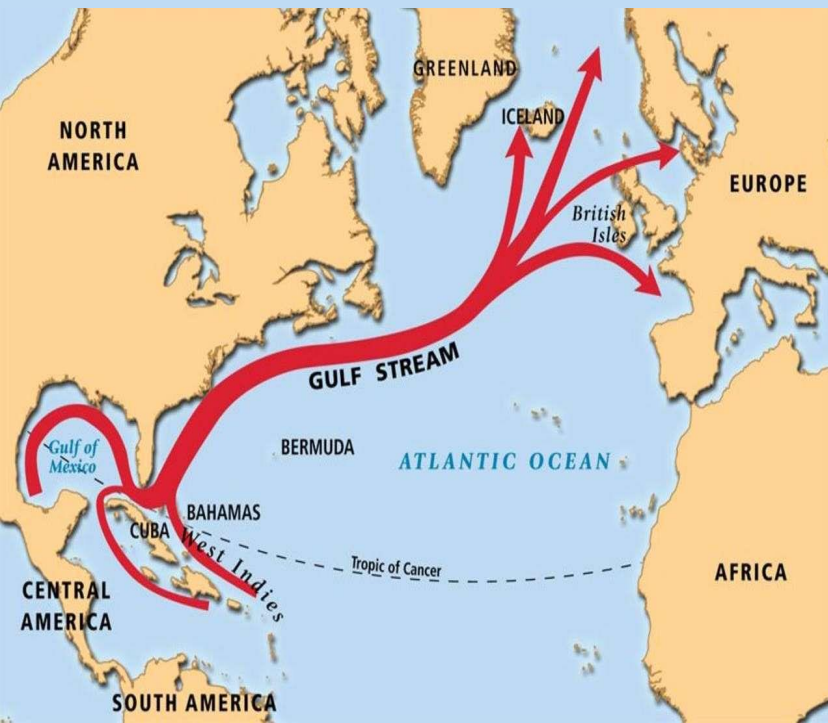 GREENLAND
ICELAND
NORTH
AMERICA
EUROPE
British
Isles
GULF STREAM
Gulf of
Mexico
BERMUDA
ATLANTIC OCEAN
BAHAMAS
CUBA
West Indies
Tropic of Cancer
AFRICA
CENTRAL
AMERICA
SOUTH AMERICA